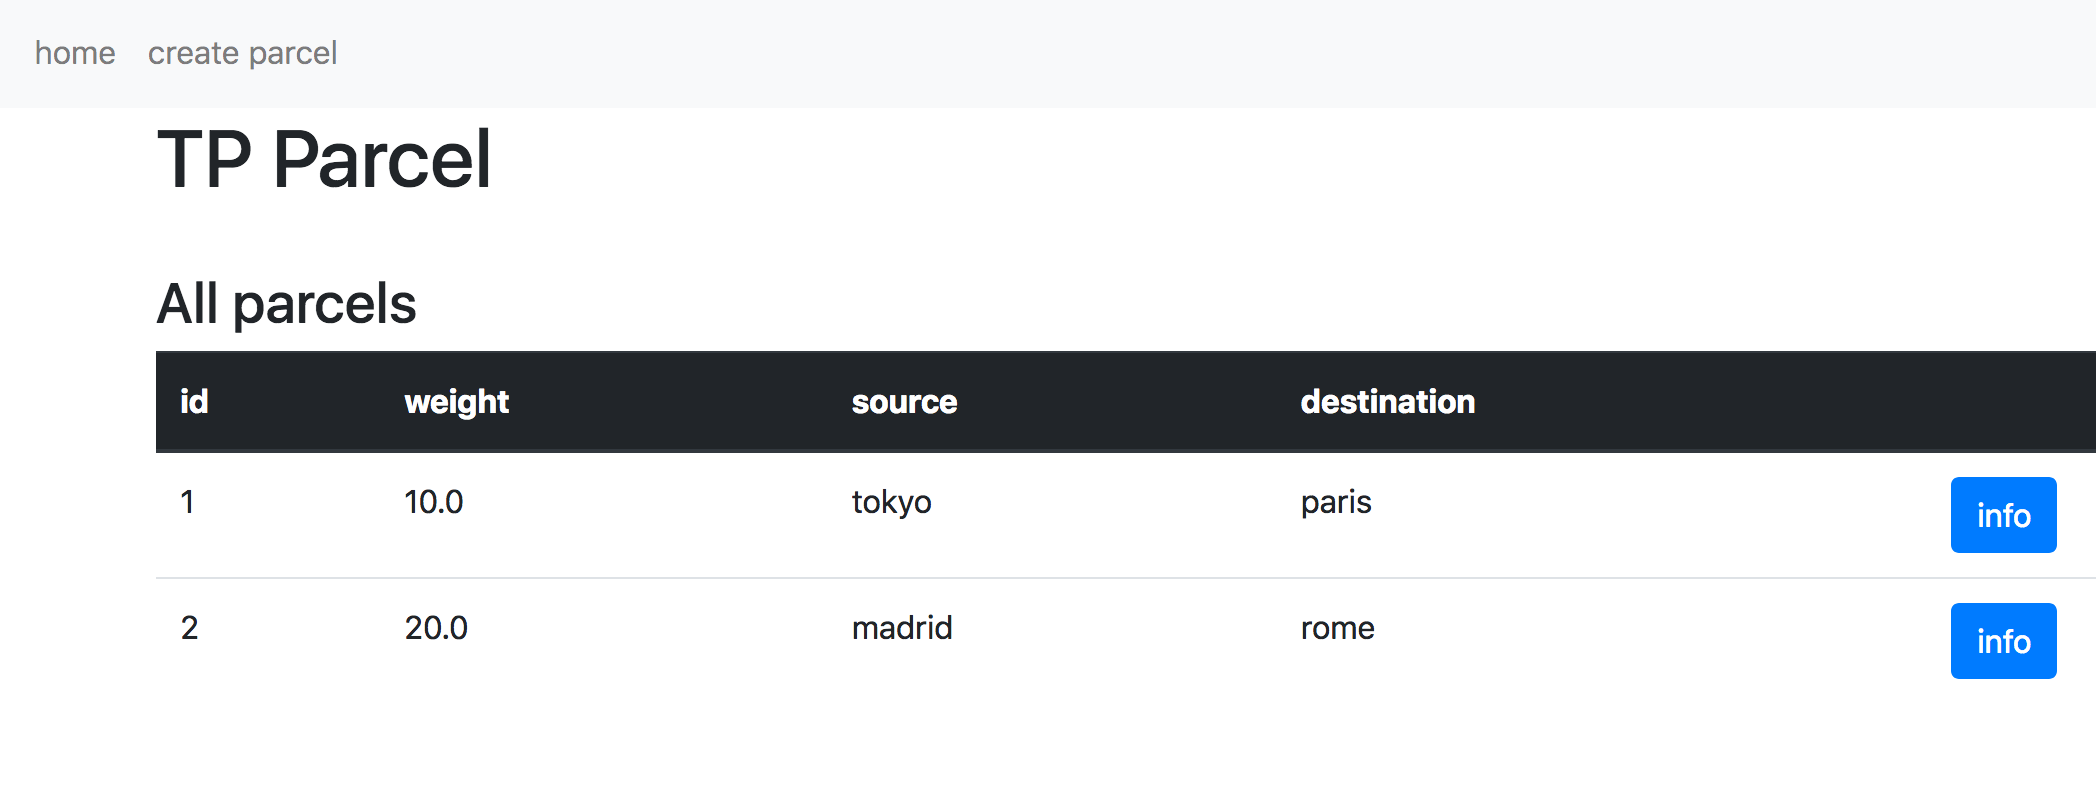 home create parcel
TP Parcel
All parcels
id weight source destination
1 10.0 tokyo paris info
2 20.0 madrid rome info